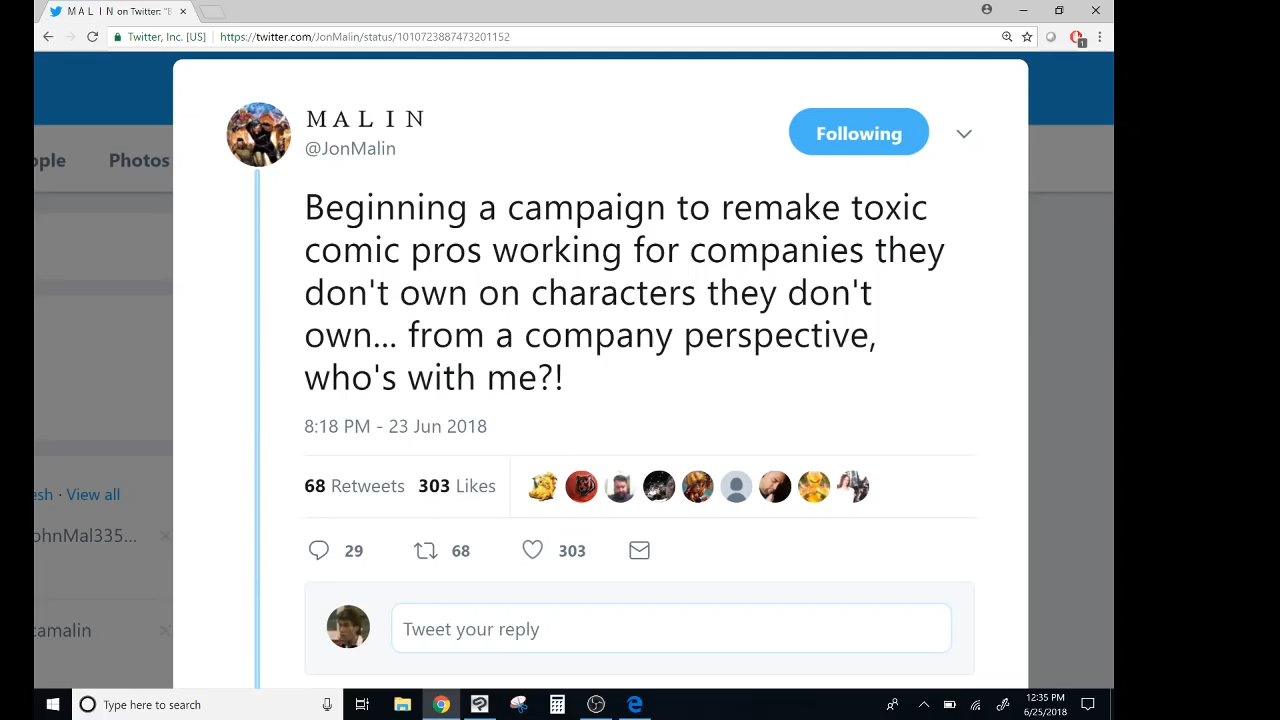 M A L I N on Twitter: "B
Twitter, Inc. [US] https://twitter.com/JonMalin/status/1010723887473201152
1
ople Photos
M A L I N
@JonMalin
Following
Beginning a campaign to remake toxic
comic pros working for companies they
don't own on characters they don't
own... from a company perspective,
who's with me?!
8:18 PM - 23 Jun 2018
68 Retweets 303 Likes
esh · View all
ohnMal335...
29 68 303
camalin
Tweet your reply
Type here to search
12:35 PM
6/25/2018